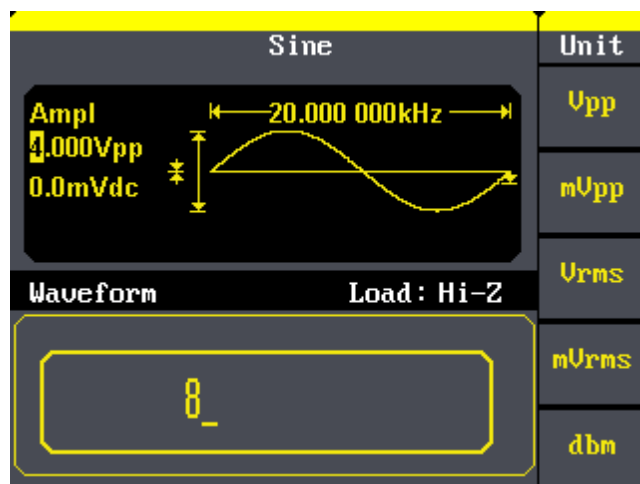 Sine
Unit
Ampl
20.000 000kHz
4.000Vpp
0.0mVdc
Waveform
Load: Hi-Z
8_
Vpp
mVpp
Vrms
mVrms
dbm